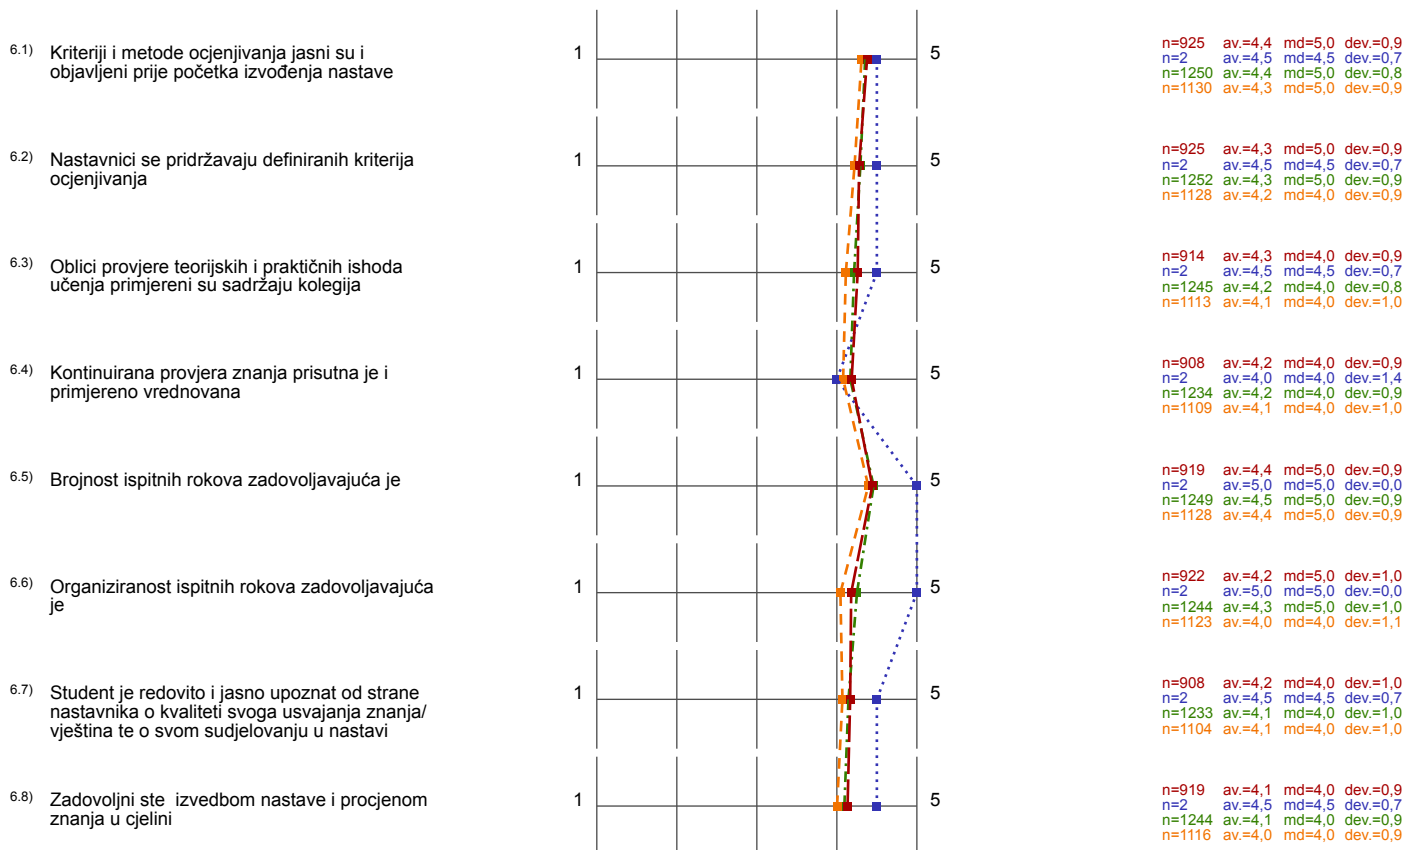 6.1) Kriteriji i metode ocjenjivanja jasni su i
objavljeni prije početka izvođenja nastave
1 5
n=925 av.=4,4 md=5,0 dev.=0,9
n=2 av.=4,5 md=4,5 dev.=0,7
n=1250 av.=4,4 md=5,0 dev.=0,8
n=1130 av.=4,3 md=5,0 dev.=0,9
6.2) Nastavnici se pridržavaju definiranih kriterija
ocjenjivanja
1 5
n=925 av.=4,3 md=5,0 dev.=0,9
n=2 av.=4,5 md=4,5 dev.=0,7
n=1252 av.=4,3 md=5,0 dev.=0,9
n=1128 av.=4,2 md=4,0 dev.=0,9
6.3) Oblici provjere teorijskih i praktičnih ishoda
učenja primjereni su sadržaju kolegija
1 5
n=914 av.=4,3 md=4,0 dev.=0,9
n=2 av.=4,5 md=4,5 dev.=0,7
n=1245 av.=4,2 md=4,0 dev.=0,8
n=1113 av.=4,1 md=4,0 dev.=1,0
6.4) Kontinuirana provjera znanja prisutna je i
primjereno vrednovana
1 5
n=908 av.=4,2 md=4,0 dev.=0,9
n=2 av.=4,0 md=4,0 dev.=1,4
n=1234 av.=4,2 md=4,0 dev.=0,9
n=1109 av.=4,1 md=4,0 dev.=1,0
6.5) Brojnost ispitnih rokova zadovoljavajuća je
1 5
n=919 av.=4,4 md=5,0 dev.=0,9
n=2 av.=5,0 md=5,0 dev.=0,0
n=1249 av.=4,5 md=5,0 dev.=0,9
n=1128 av.=4,4 md=5,0 dev.=0,9
6.6) Organiziranost ispitnih rokova zadovoljavajuća
je
1 5
n=922 av.=4,2 md=5,0 dev.=1,0
n=2 av.=5,0 md=5,0 dev.=0,0
n=1244 av.=4,3 md=5,0 dev.=1,0
n=1123 av.=4,0 md=4,0 dev.=1,1
6.7) Student je redovito i jasno upoznat od strane
nastavnika o kvaliteti svoga usvajanja znanja/
vještina te o svom sudjelovanju u nastavi
1 5
n=908 av.=4,2 md=4,0 dev.=1,0
n=2 av.=4,5 md=4,5 dev.=0,7
n=1233 av.=4,1 md=4,0 dev.=1,0
n=1104 av.=4,1 md=4,0 dev.=1,0
6.8) Zadovoljni ste izvedbom nastave i procjenom
znanja u cjelini
1 5
n=919 av.=4,1 md=4,0 dev.=0,9
n=2 av.=4,5 md=4,5 dev.=0,7
n=1244 av.=4,1 md=4,0 dev.=0,9
n=1116 av.=4,0 md=4,0 dev.=0,9